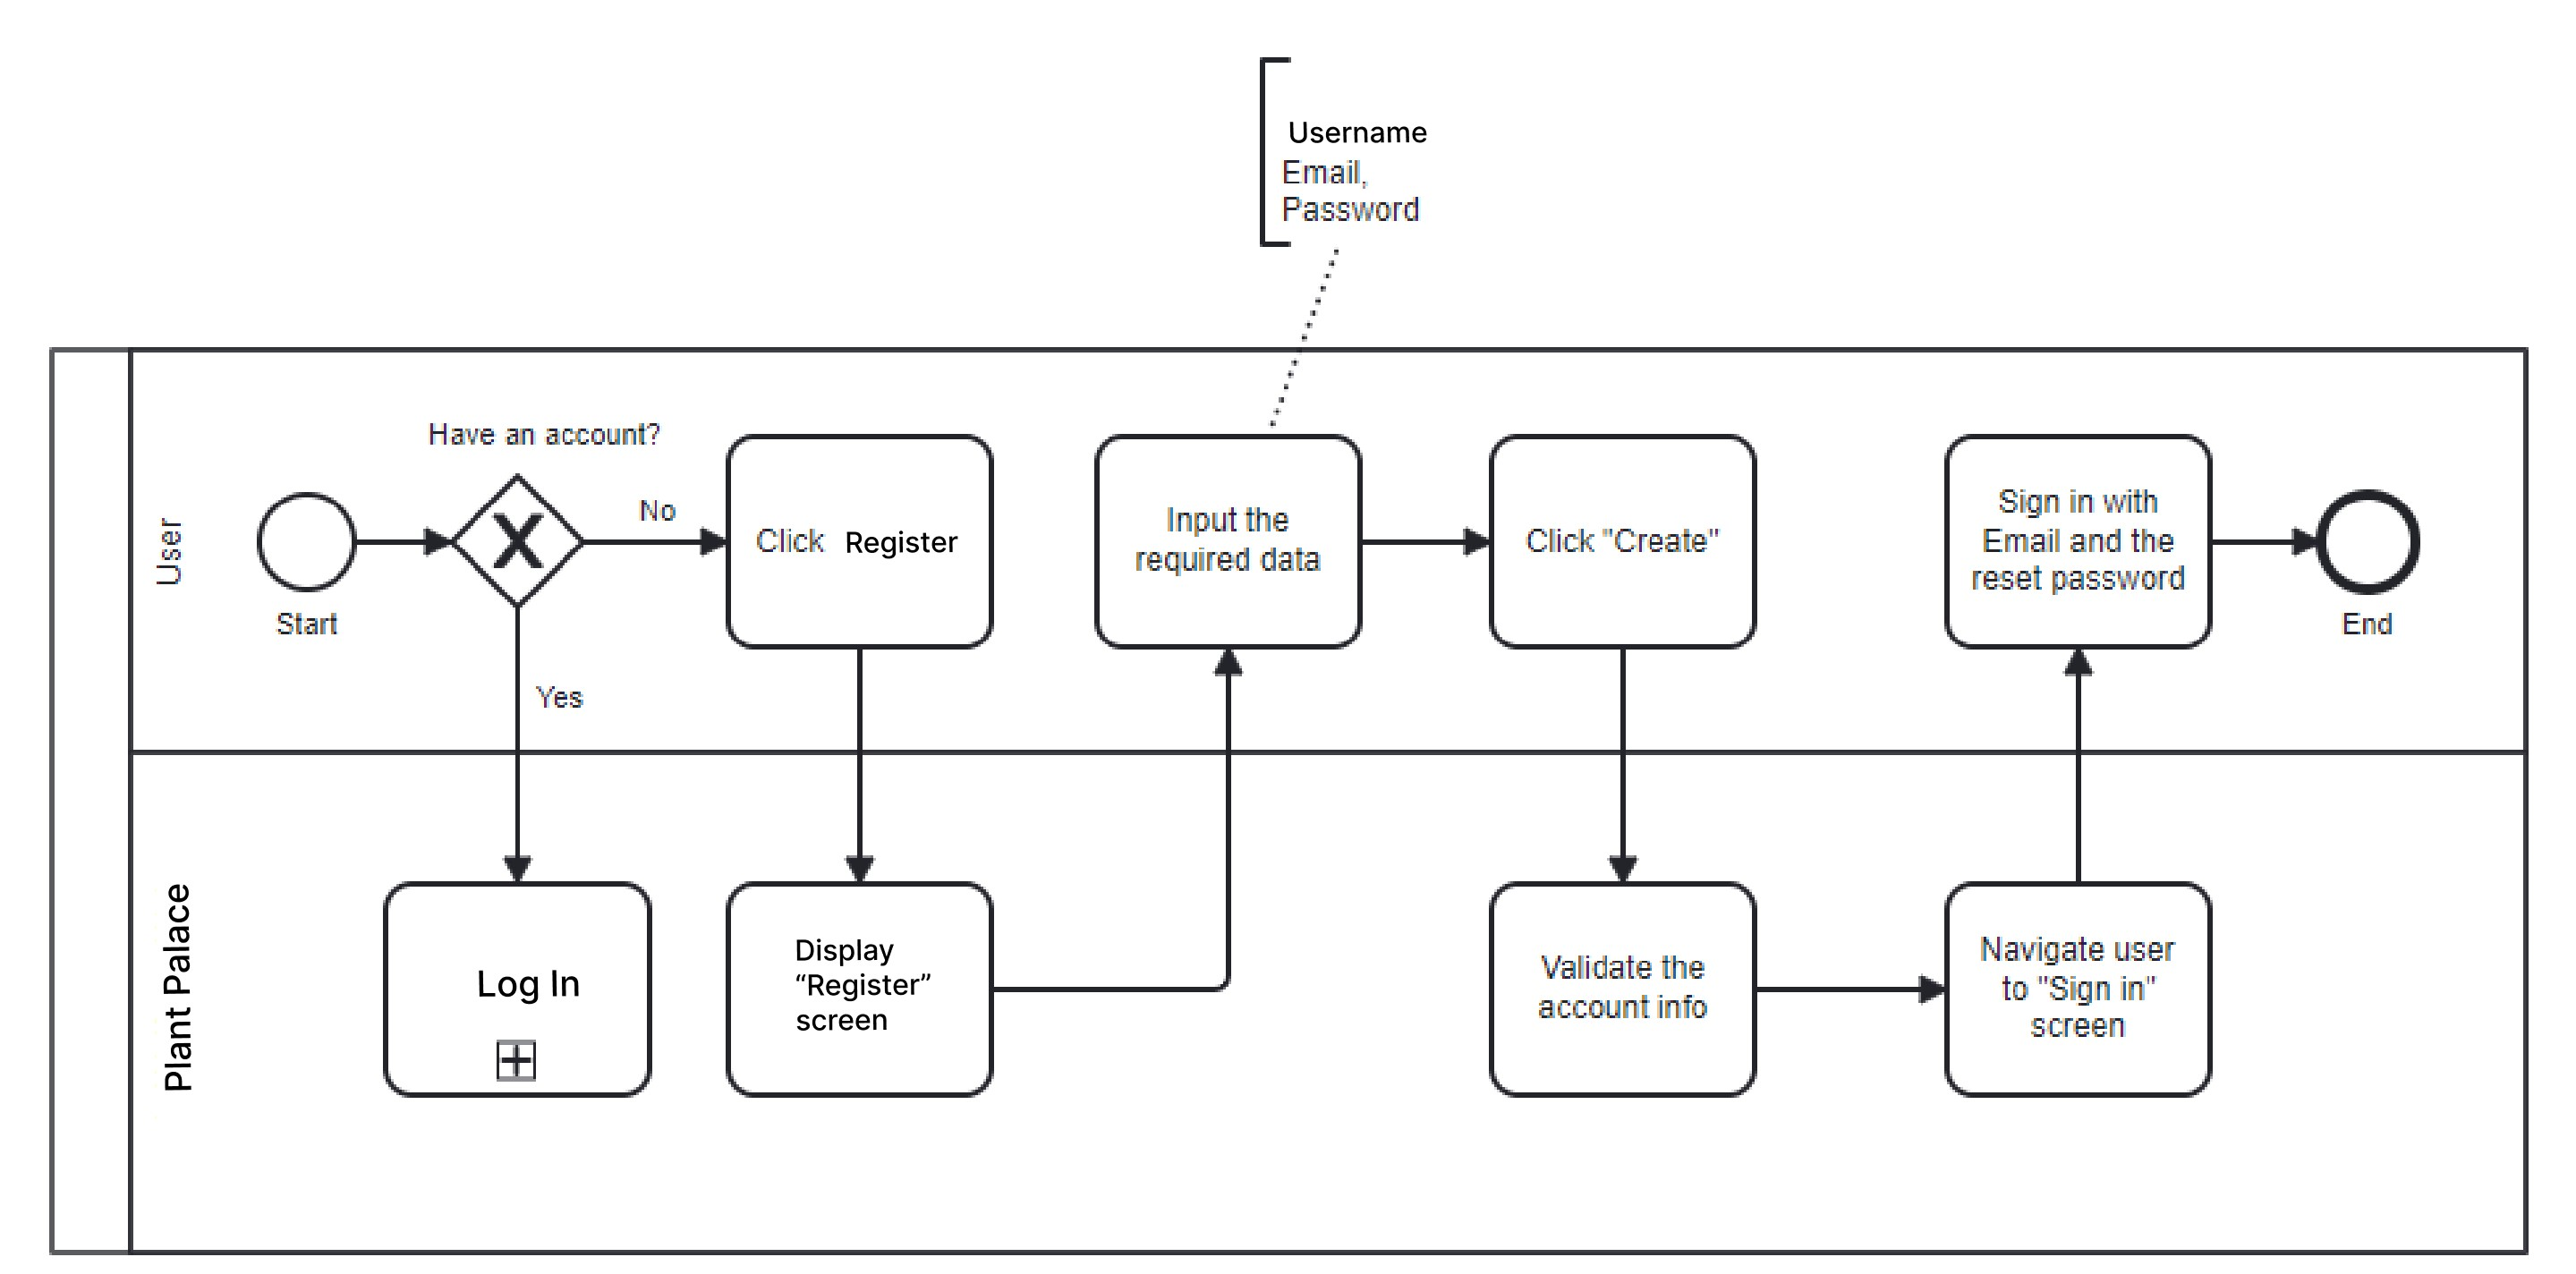 Username
Email,
Password
User
Start
Have an account?
No
Yes
Click Register
Input the
required data
Click "Create"
Sign in with
Email and the
reset password
End
Plant Palace
Log In
Display
“Register”
screen
Validate the
account info
Navigate user
to "Sign in"
screen